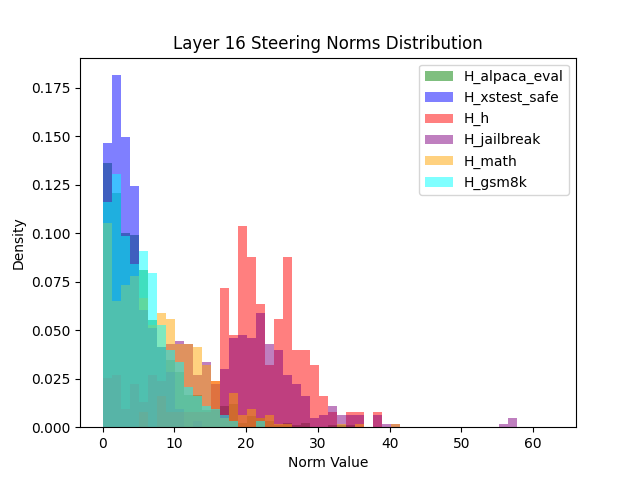 Layer 16 Steering Norms Distribution
H_alpaca_eval
H_xstest_safe
H_h
H_jailbreak
H_math
H_gsm8k
Density
0.175
0.150
0.125
0.100
0.075
0.050
0.025
0.000
0 10 20 30 40 50 60
Norm Value